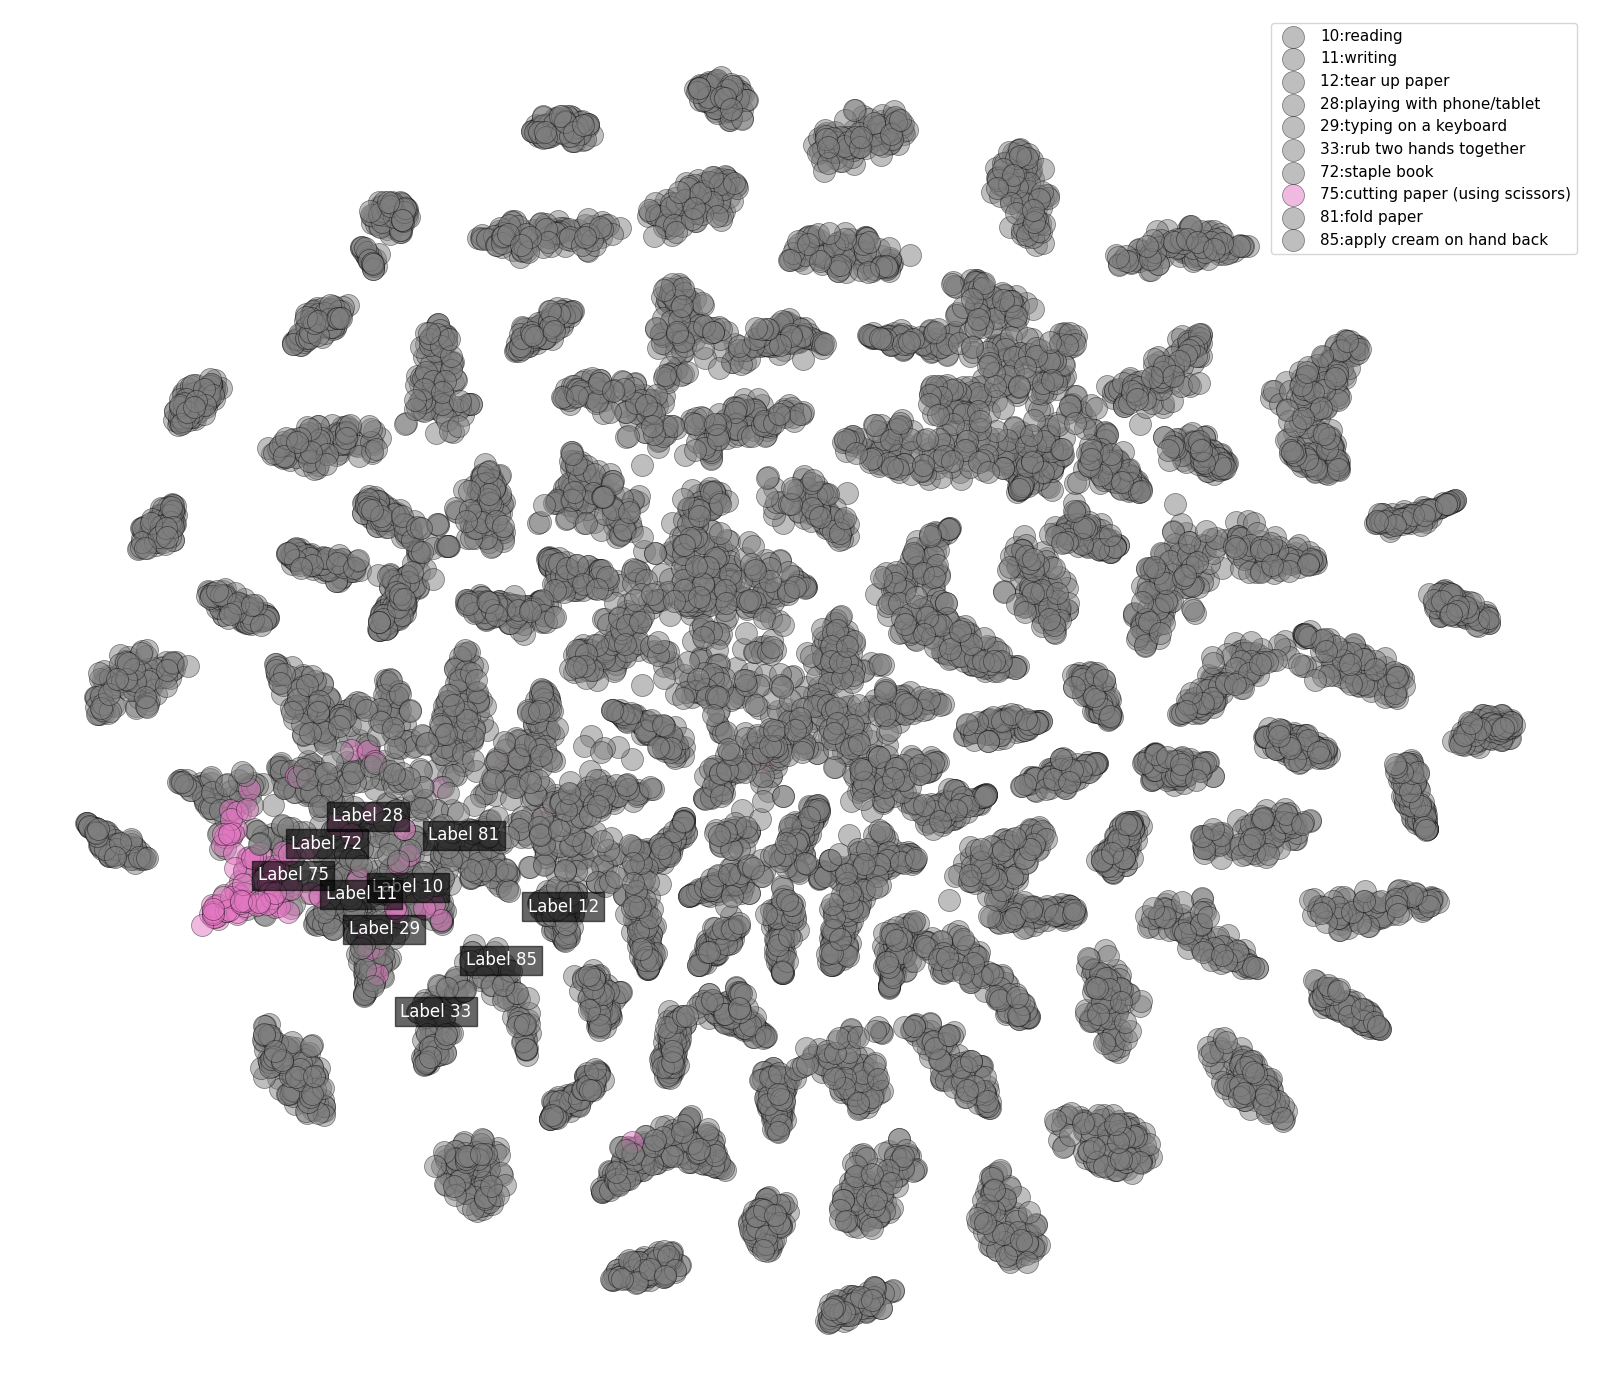 10:reading
11:writing
12:tear up paper
28:playing with phone/tablet
29:typing on a keyboard
33:rub two hands together
72:staple book
75:cutting paper (using scissors)
81:fold paper
85:apply cream on hand back
Label 28
Label 81
Label 72
Label 75
Label 10
Label 11
Label 12
Label 29
Label 85
Label 33